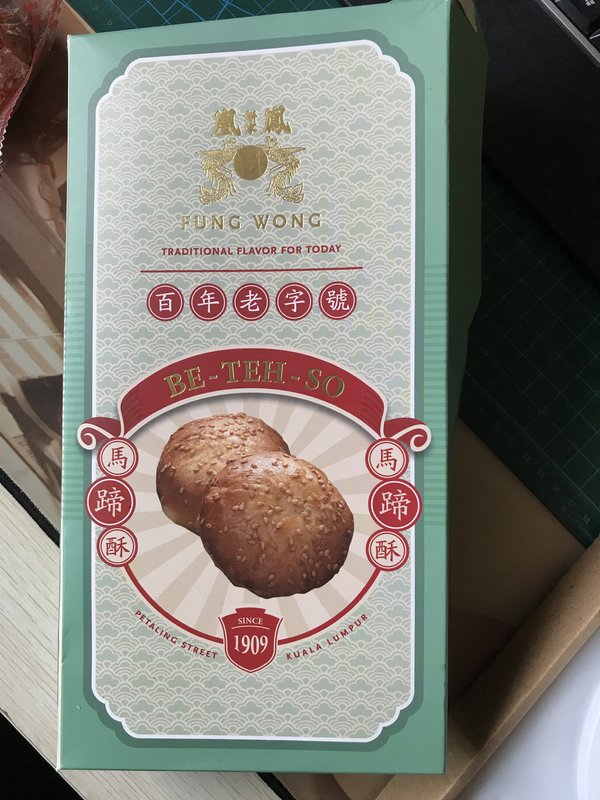 凰鳳
FUNG WONG
TRADITIONAL FLAVOR FOR TODAY
百年老字號
BE-TEH-SO
馬蹄酥
馬蹄酥
SINCE
1909
PETALING STREET
KUALA LUMPUR